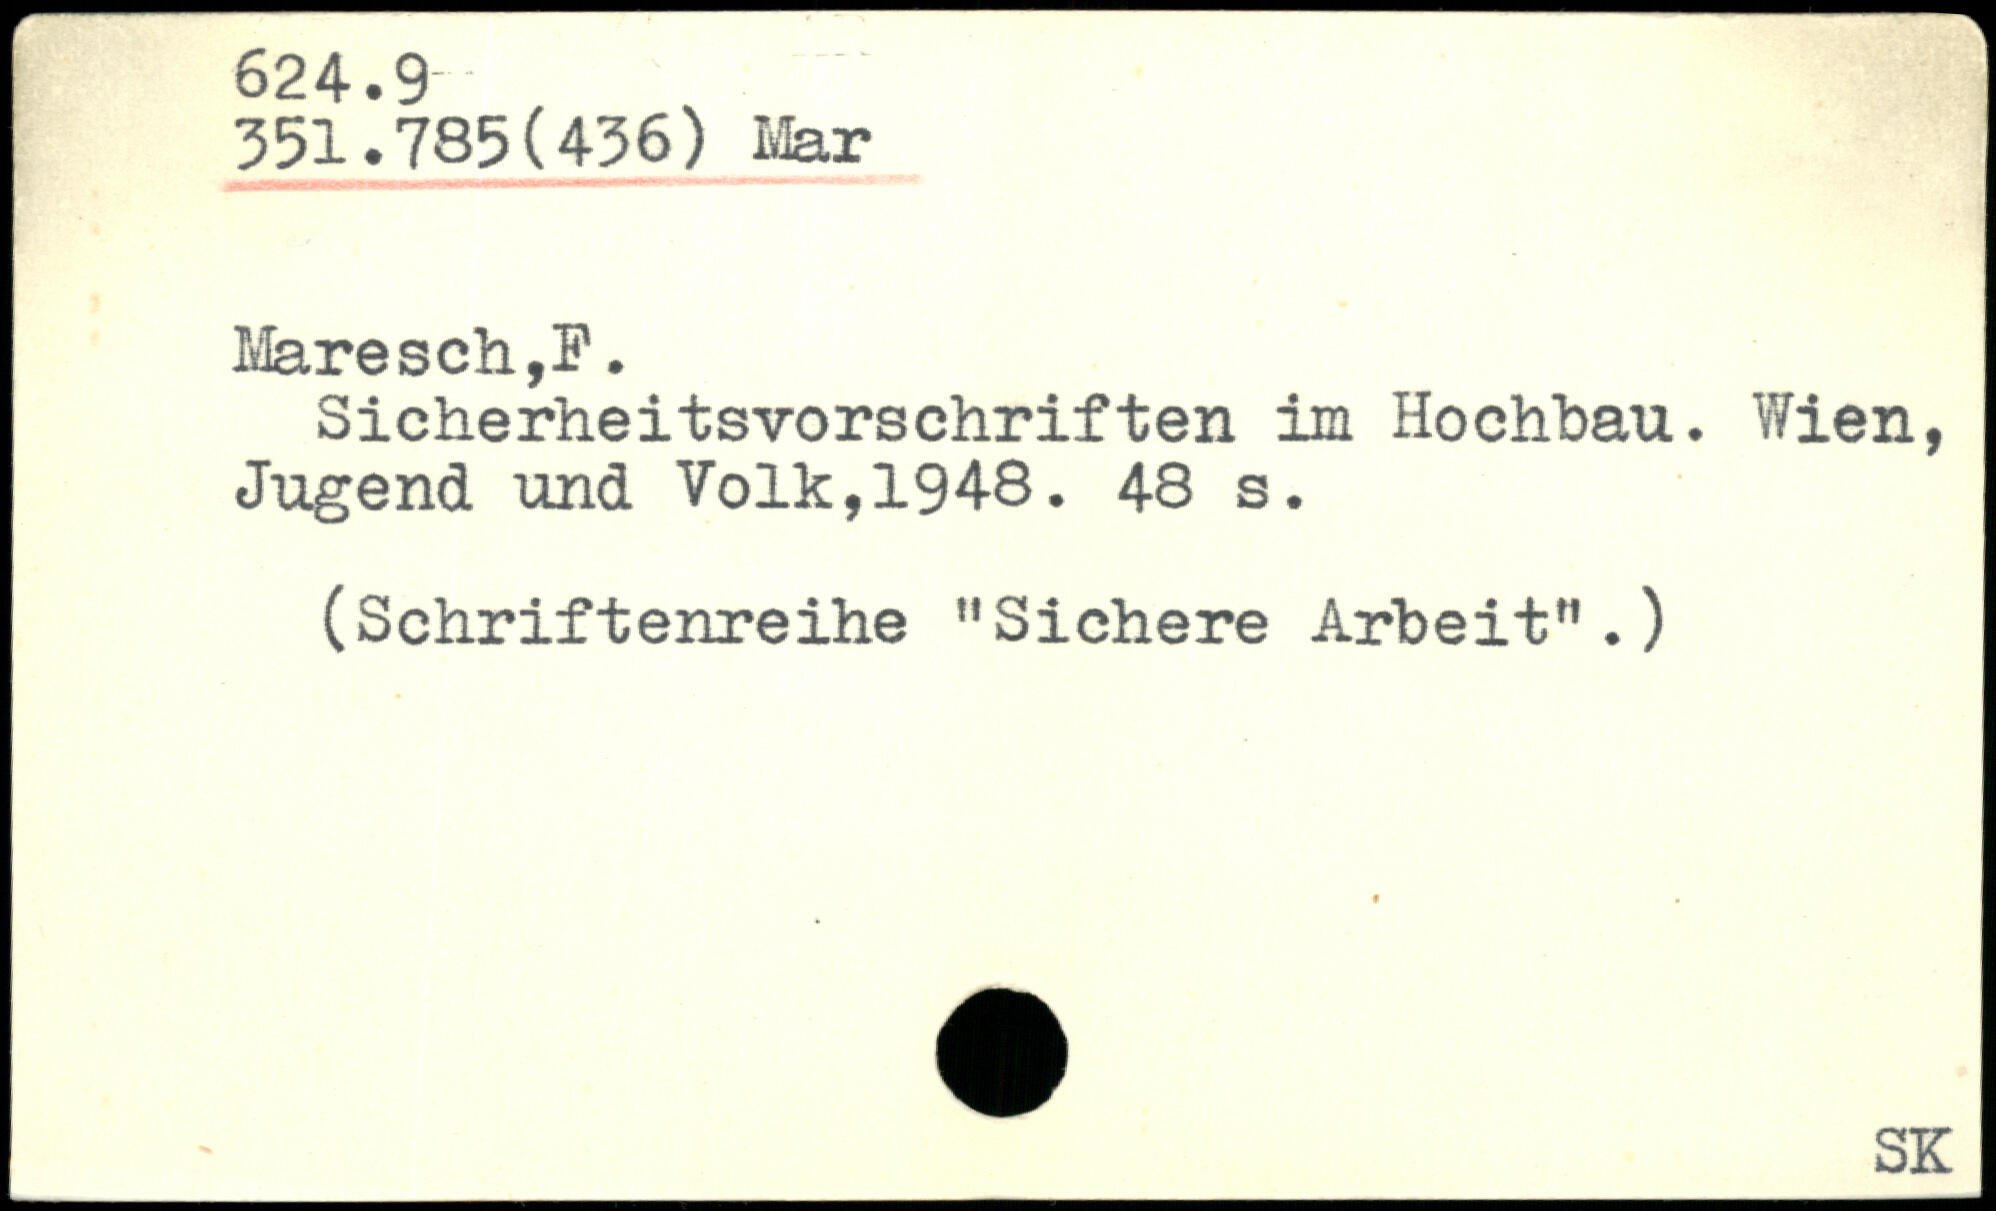 624.9
351.785(436) Mar
Maresch,F.
Sicherheitsvorschriften im Hochbau. Wien,
Jugend und Volk,1948. 48 s.
(Schriftenreihe "Sichere Arbeit".)
SK